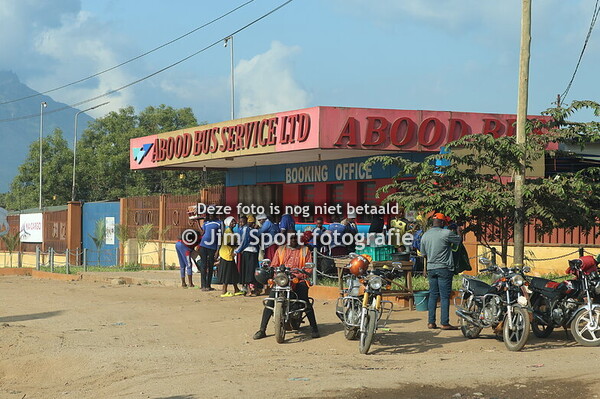 ABOOD BUS SERVICE LTD
ABOOD
BOOKING OFFICE
Deze foto is nog niet betaald
Jim Sport fotografie